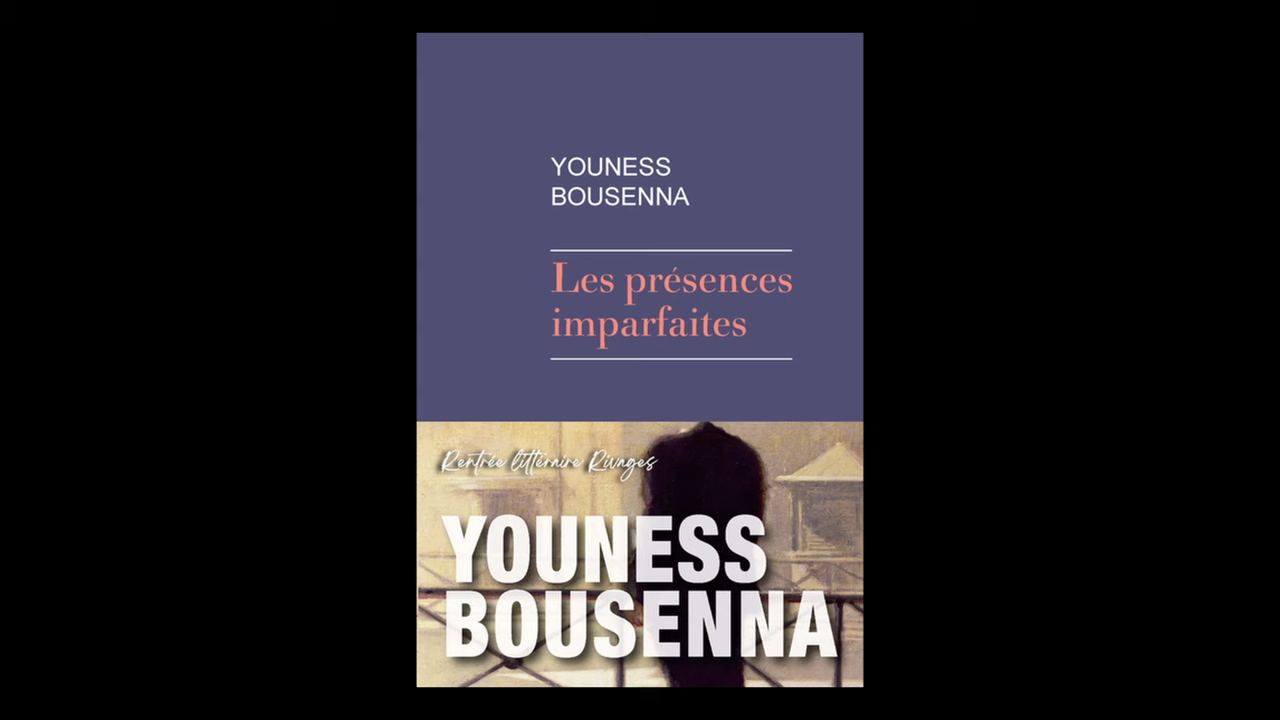 YOUNESS
BOUSENNA
Les présences
imparfaites
Rentrée littéraire Rivages
YOUNESS
BOUSENNA